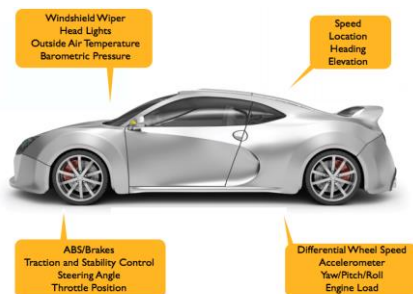 Windshield Wiper
Head Lights
Outside Air Temperature
Barometric Pressure
Speed
Location
Heading
Elevation
ABS/Brakes
Traction and Stability Control
Steering Angle
Throttle Position
Differential Wheel Speed
Accelerometer
Yaw/Pitch/Roll
Engine Load